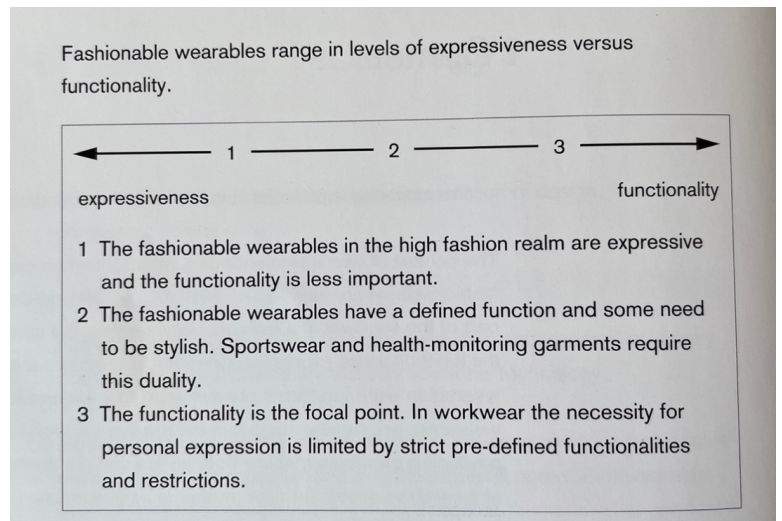 Fashionable wearables range in levels of expressiveness versus
functionality.
1 2 3
expressiveness functionality
1 The fashionable wearables in the high fashion realm are expressive
and the functionality is less important.
2 The fashionable wearables have a defined function and some need
to be stylish. Sportswear and health-monitoring garments require
this duality.
3 The functionality is the focal point. In workwear the necessity for
personal expression is limited by strict pre-defined functionalities
and restrictions.